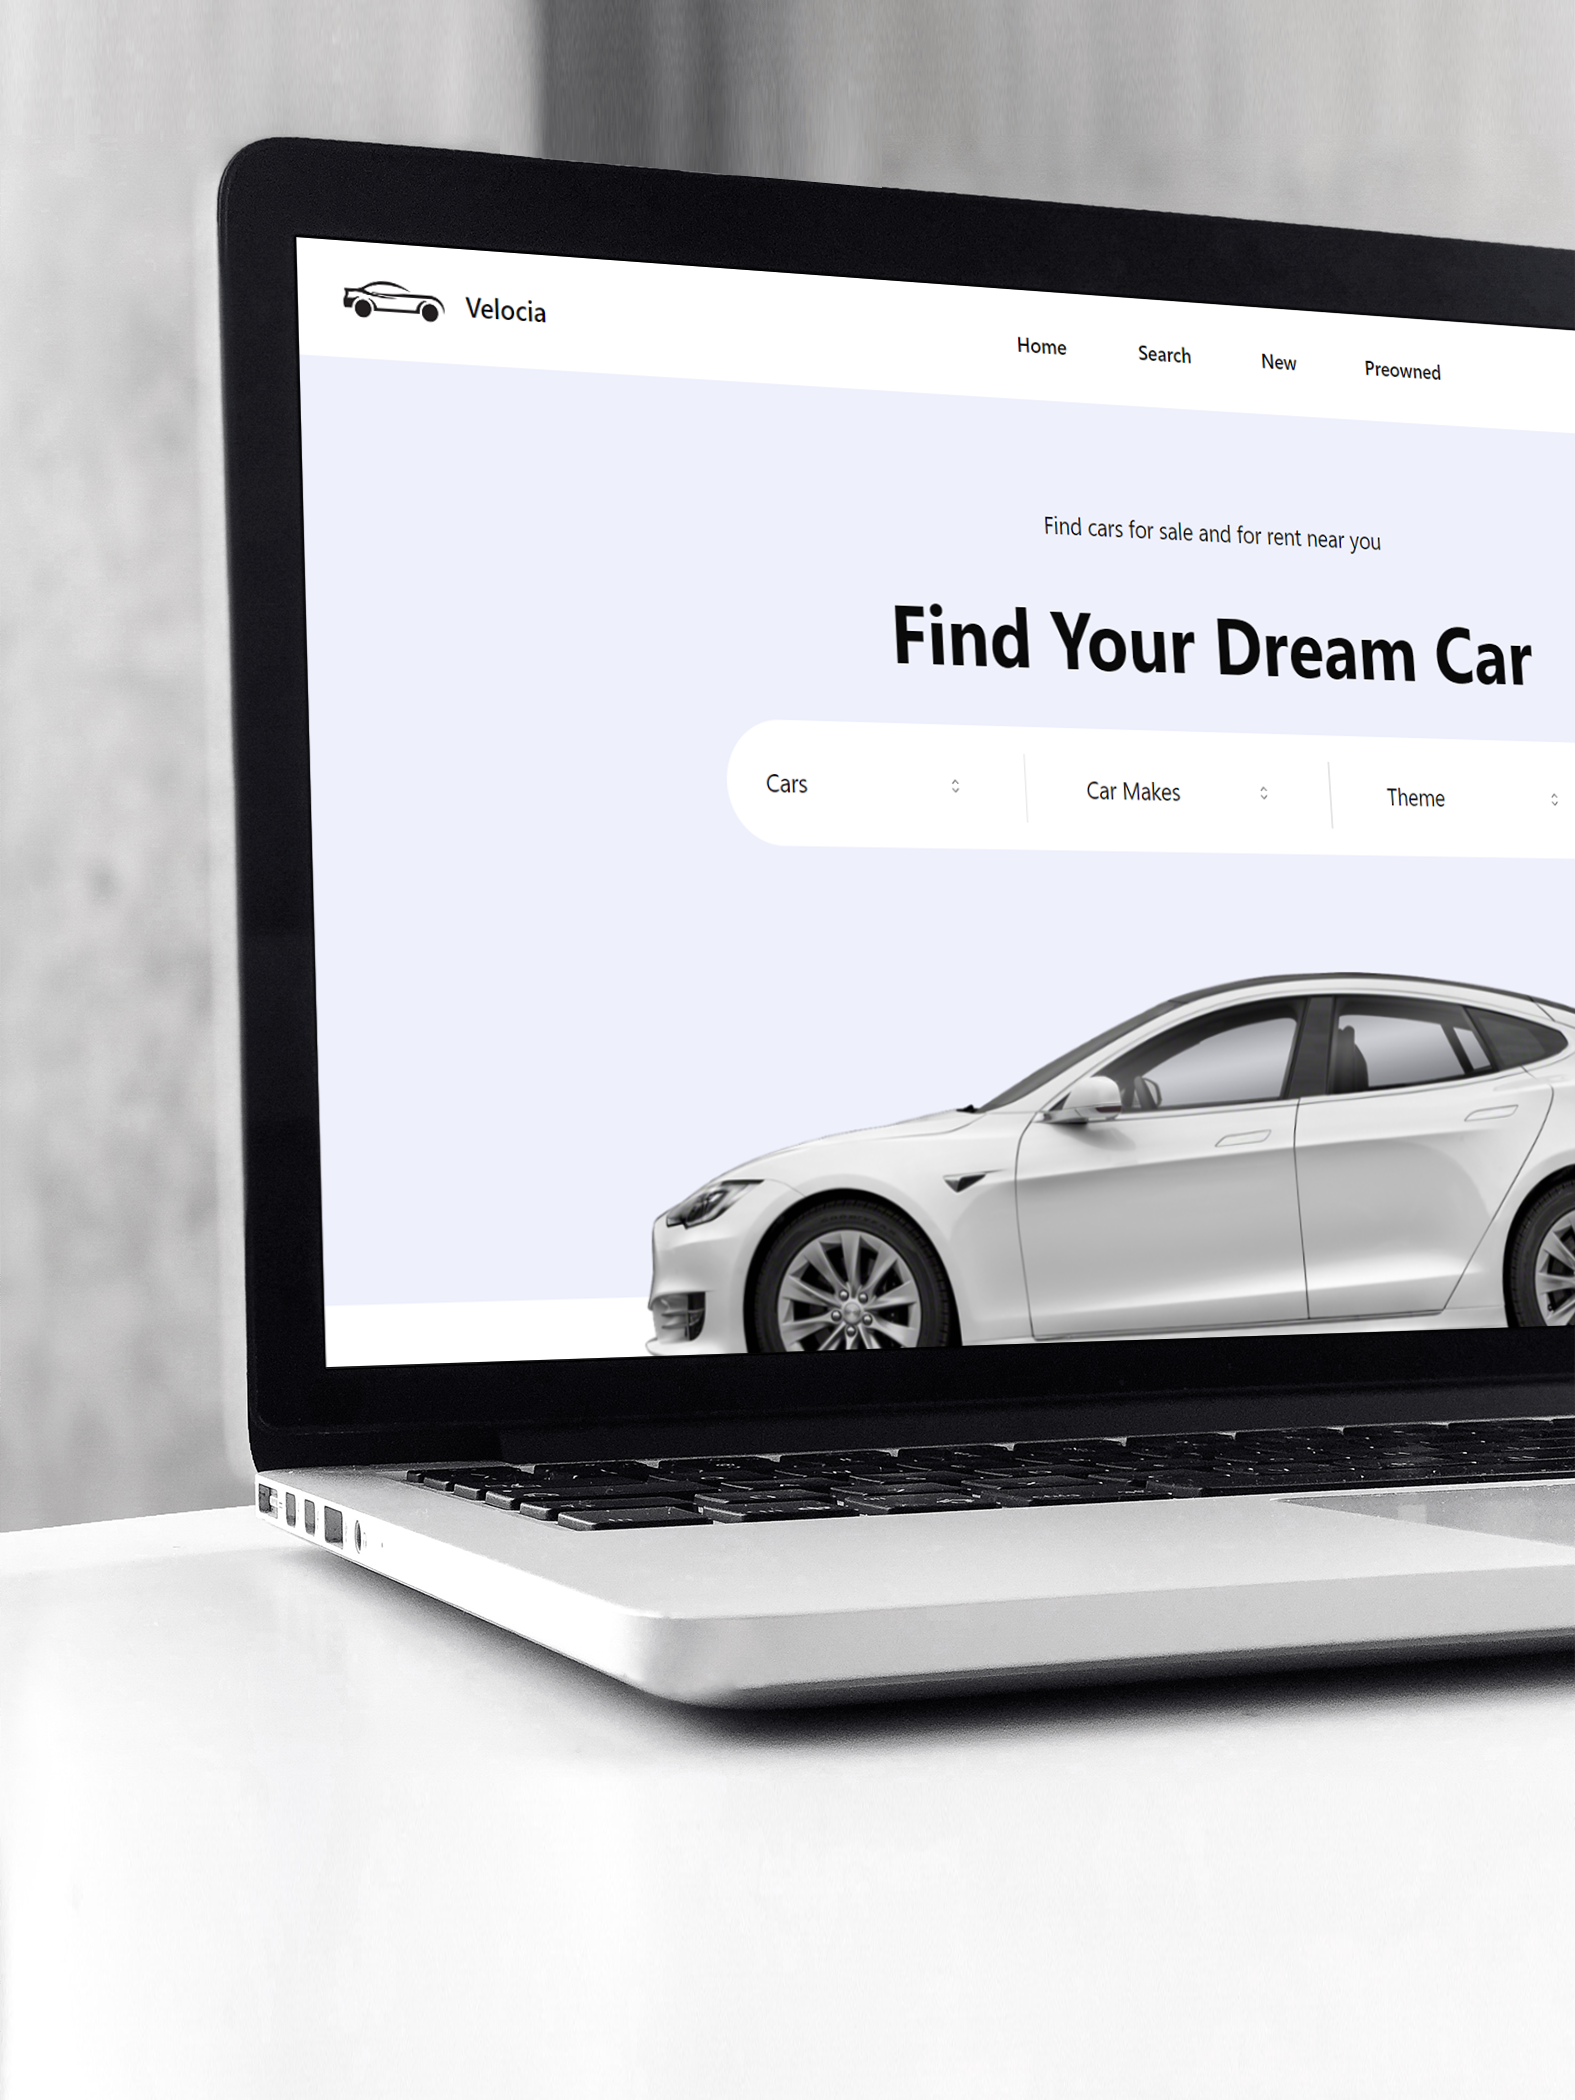 Velocia
Home Search New Preowned
Find cars for sale and for rent near you
Find Your Dream Car
Cars Car Makes Theme